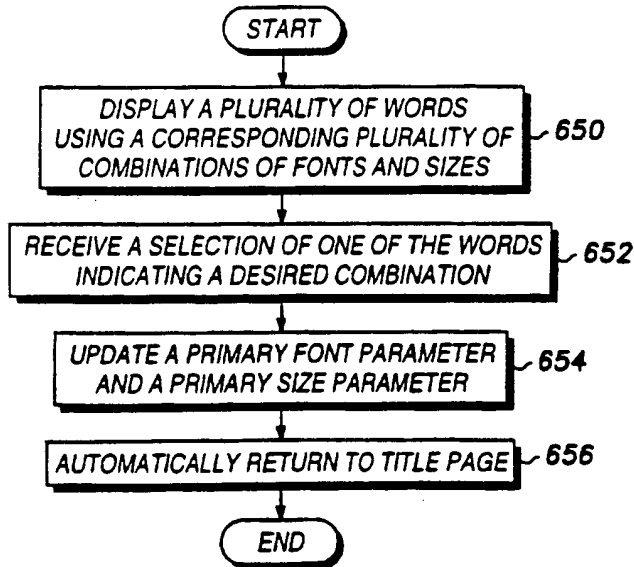 START
DISPLAY A PLURALITY OF WORDS
USING A CORRESPONDING PLURALITY OF
COMBINATIONS OF FONTS AND SIZES
650
RECEIVE A SELECTION OF ONE OF THE WORDS
INDICATING A DESIRED COMBINATION
652
UPDATE A PRIMARY FONT PARAMETER
AND A PRIMARY SIZE PARAMETER
654
AUTOMATICALLY RETURN TO TITLE PAGE
656
END